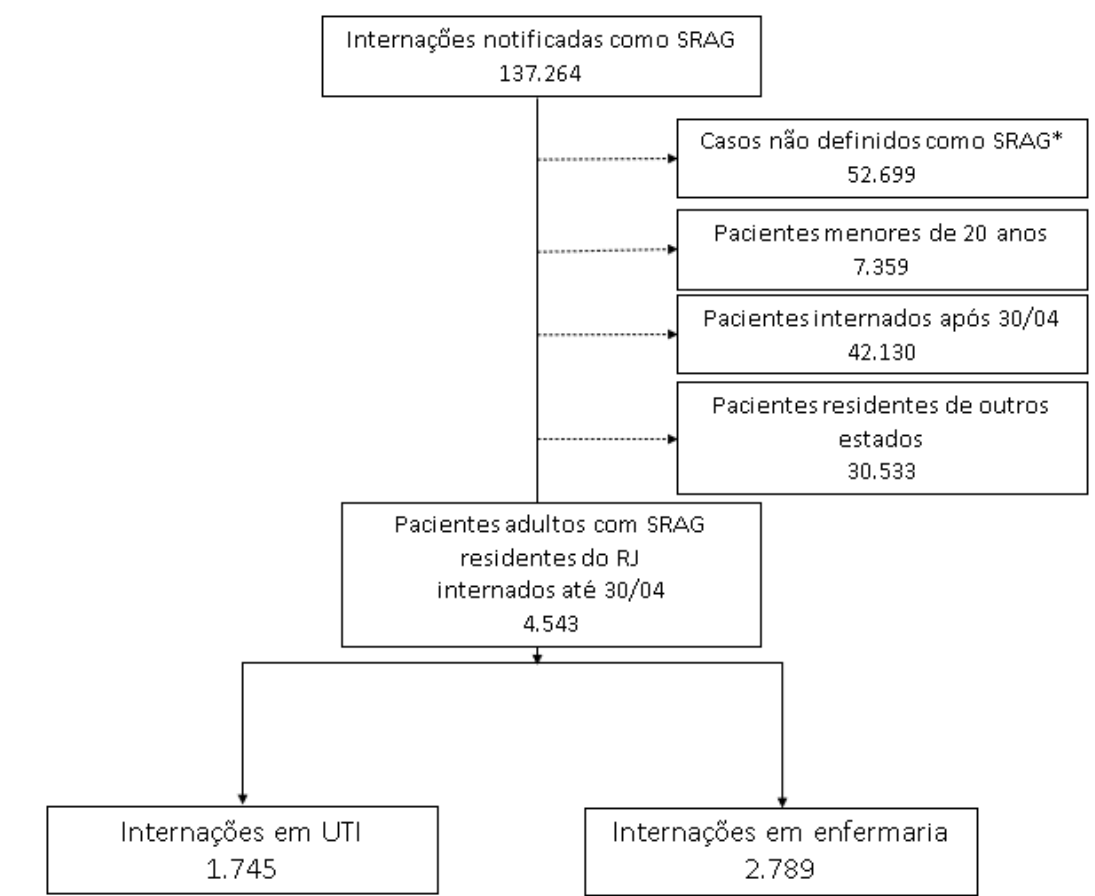 Internações notificadas como SRAG
137.264
Casos não definidos como SRAG*
52.699
Pacientes menores de 20 anos
7.359
Pacientes internados após 30/04
42.130
Pacientes residentes de outros
estados
30.533
Pacientes adultos com SRAG
residentes do RJ
internados até 30/04
4.543
Internações em UTI
1.745
Internações em enfermaria
2.789